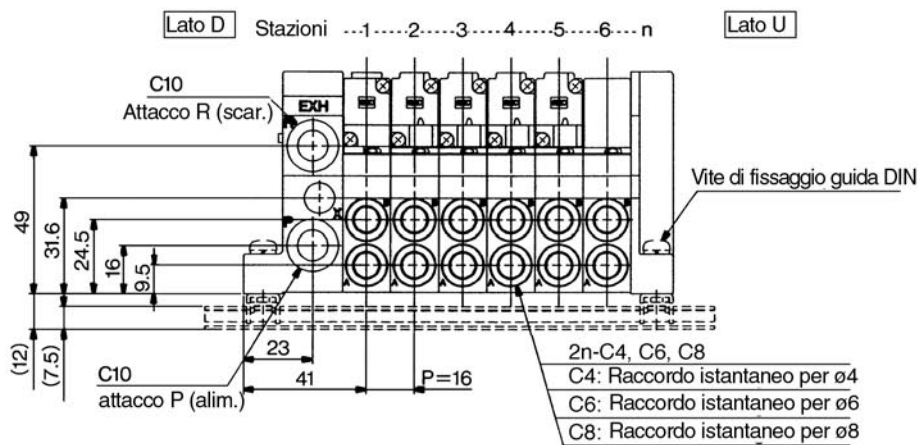 Lato D
Stazioni
1
2
3
4
5
6
n
Lato U
C10
Attacco R (scar.)
EXH
Vite di fissaggio guida DIN
49
31.6
24.5
16
9.5
(12)
(7.5)
23
41
P=16
C10
attacco P (alim.)
2n-C4, C6, C8
C4: Raccordo istantaneo per ø4
C6: Raccordo istantaneo per ø6
C8: Raccordo istantaneo per ø8